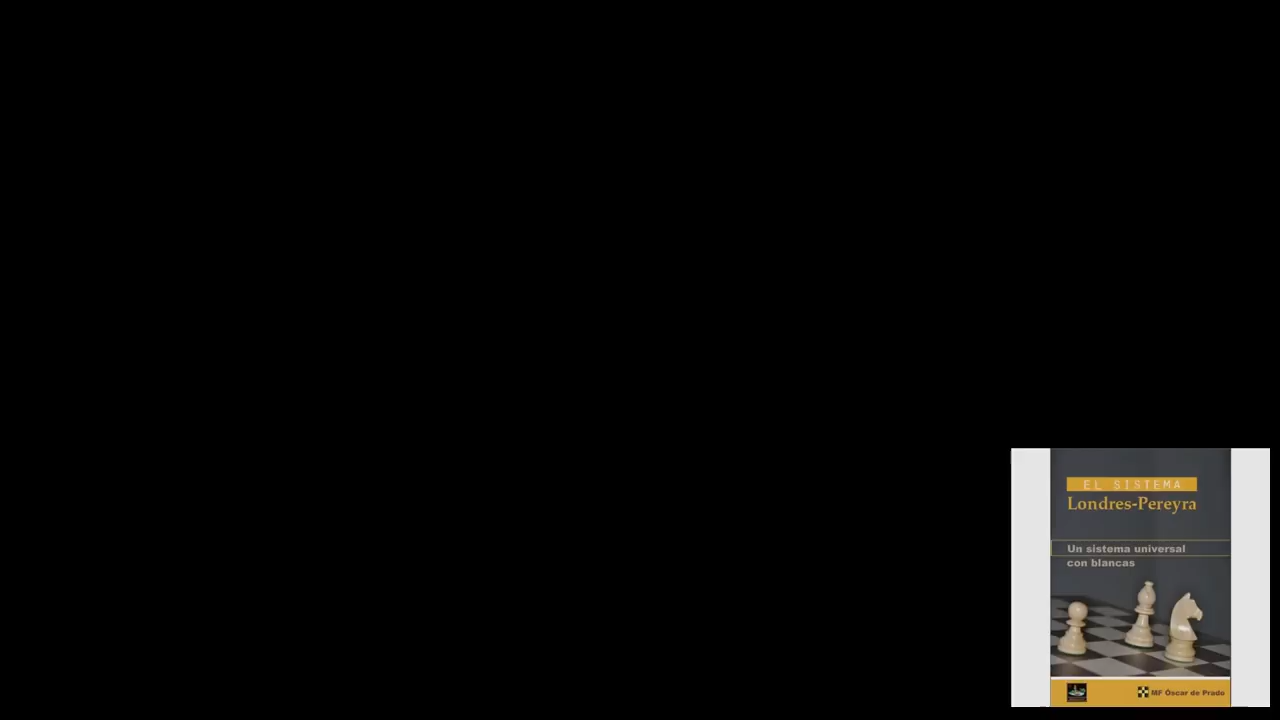 EL SISTEMA
Londres-Pereyra
Un sistema universal
con blancas
MF Óscar de Prado